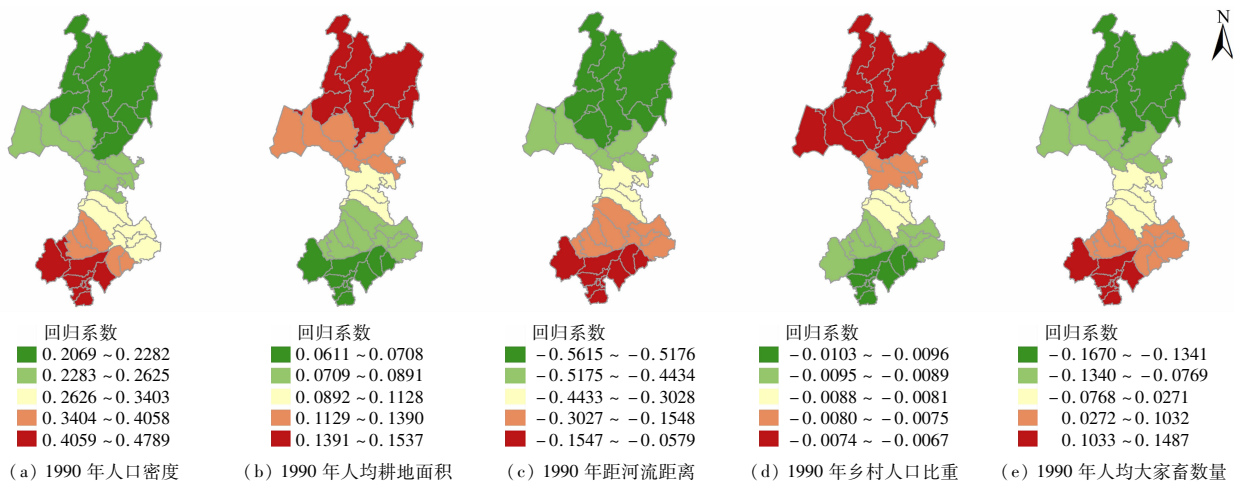 N
回归系数
0.2069～0.2282
0.2283～0.2625
0.2626～0.3403
0.3404～0.4058
0.4059～0.4789
(a) 1990 年人口密度
回归系数
0.0611～0.0708
0.0709～0.0891
0.0892～0.1128
0.1129～0.1390
0.1391～0.1537
(b) 1990 年人均耕地面积
回归系数
-0.5615～-0.5176
-0.5175～-0.4434
-0.4433～-0.3028
-0.3027～-0.1548
-0.1547～-0.0579
(c) 1990 年距河流距离
回归系数
-0.0103～-0.0096
-0.0095～-0.0089
-0.0088～-0.0081
-0.0080～-0.0075
-0.0074～-0.0067
(d) 1990 年乡村人口比重
回归系数
-0.1670～-0.1341
-0.1340～-0.0769
-0.0768～0.0271
0.0272～0.1032
0.1033～0.1487
(e) 1990 年人均大家畜数量